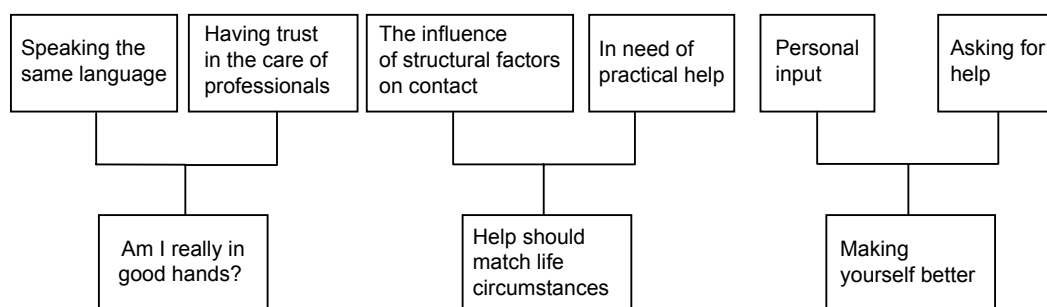 Speaking the
same language
Having trust
in the care of
professionals
The influence
of structural factors
on contact
In need of
practical help
Personal
input
Asking for
help
Am I really in
good hands?
Help should
match life
circumstances
Making
yourself better